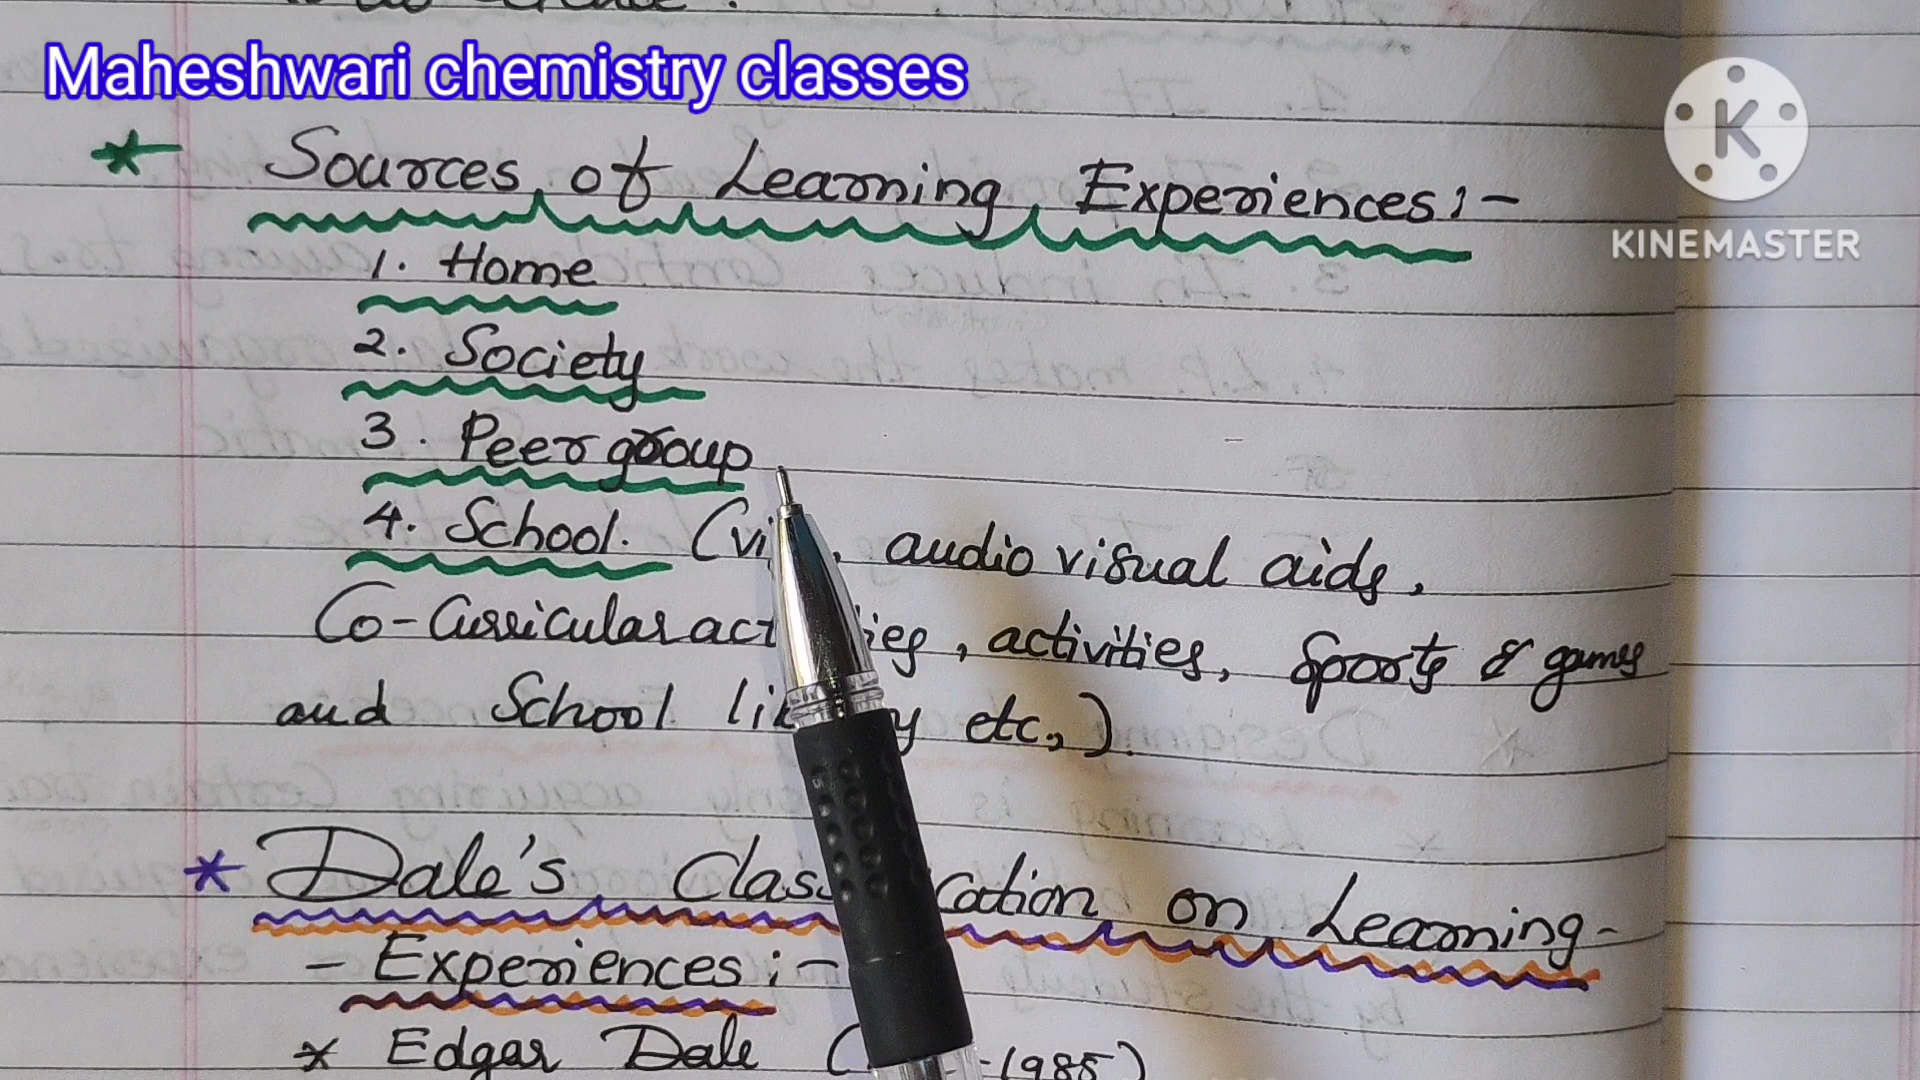 Maheshwari chemistry classes
KINEMASTER
* Sources of Learning Experiences :-
1. Home
2. Society
3. Peer group
4. School. ( audio visual aids,
Co-Curricular , activities, Sports & games
and School etc,).
* Dale's on Learning-
- Experiences :-
* Edgar Dale ( -1985)